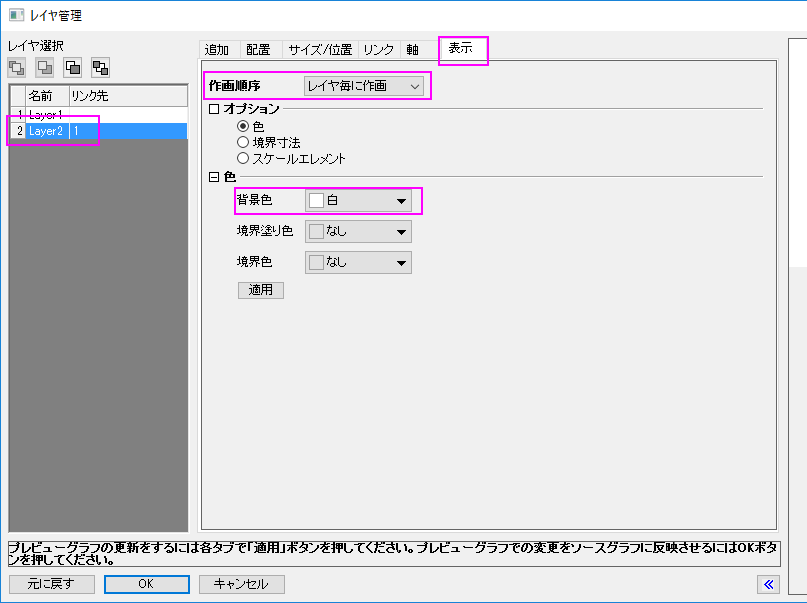 レイヤ管理
レイヤ選択
追加 配置 サイズ/位置 リンク 軸 表示
作画順序 レイヤ毎に作画
オプション
色
境界寸法
スケールエレメント
色
背景色 白
境界塗り色 なし
境界色 なし
適用
名前 リンク先
1 Layer1
2 Layer2 1
プレビューグラフの更新をするには各タブで「適用」ボタンを押してください。プレビューグラフでの変更をソースグラフに反映させるにはOKボタ
ンを押してください。
元に戻す OK キャンセル